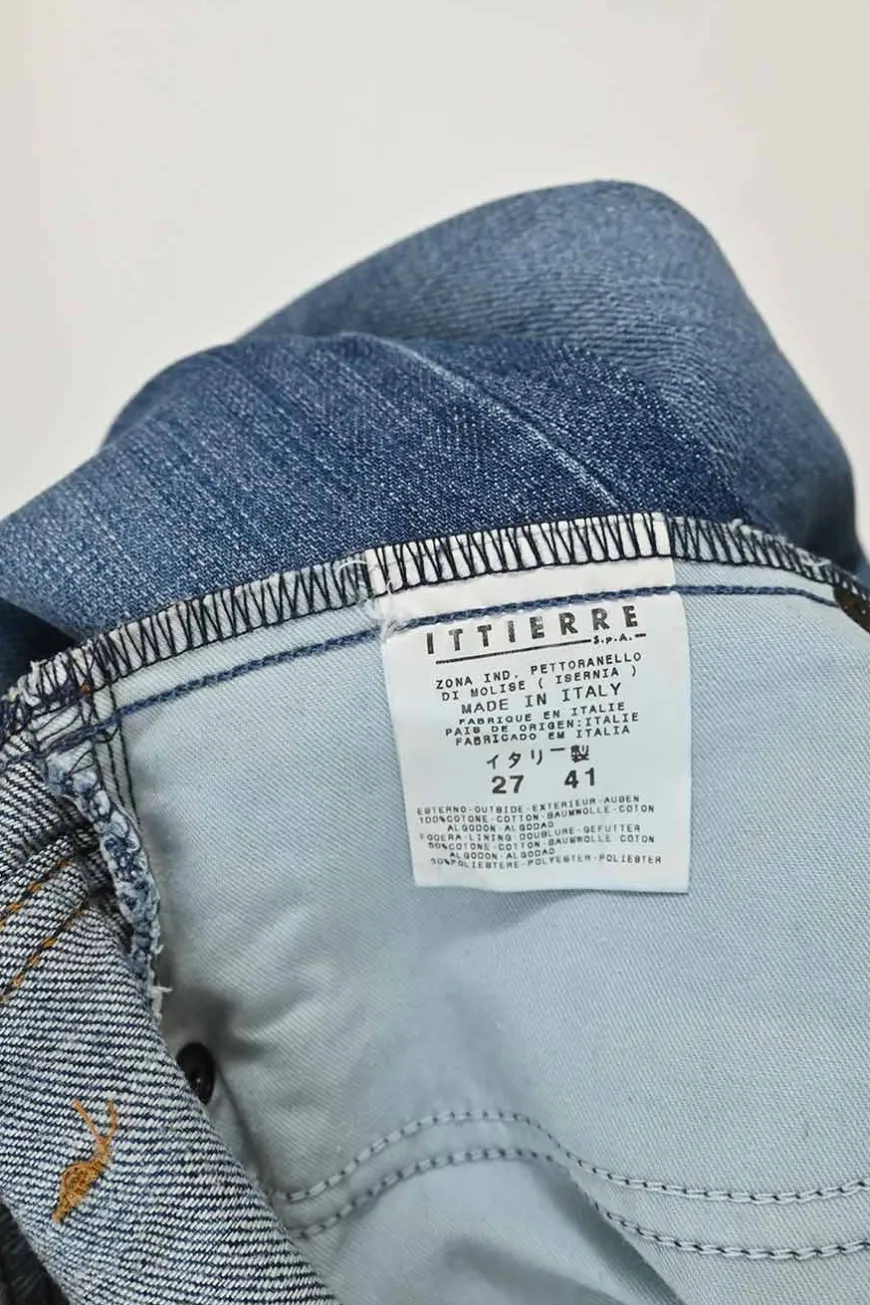 ITTIERRE
S.p.A.
ZONA IND. PETTORANELLO
DI MOLISE ( ISERNIA )
MADE IN ITALY
FABRIQUE EN ITALIE
PAIS DE ORIGEN:ITALIE
FABRICADO EM ITALIA
イタリー製
27 41
ESTERNO-OUTSIDE-EXTERIEUR-AUßEN
100%COTONE-COTTON-BAUMWOLLE-COTON
ALGODON-ALGODAO
FODERA-LINING DOUBLURE-GEFUTTER
50%COTONE-COTTON-BAUMWOLLE COTON
ALGODON-ALGODAO
50%POLIESTERE-POLYESTER-POLIESTER